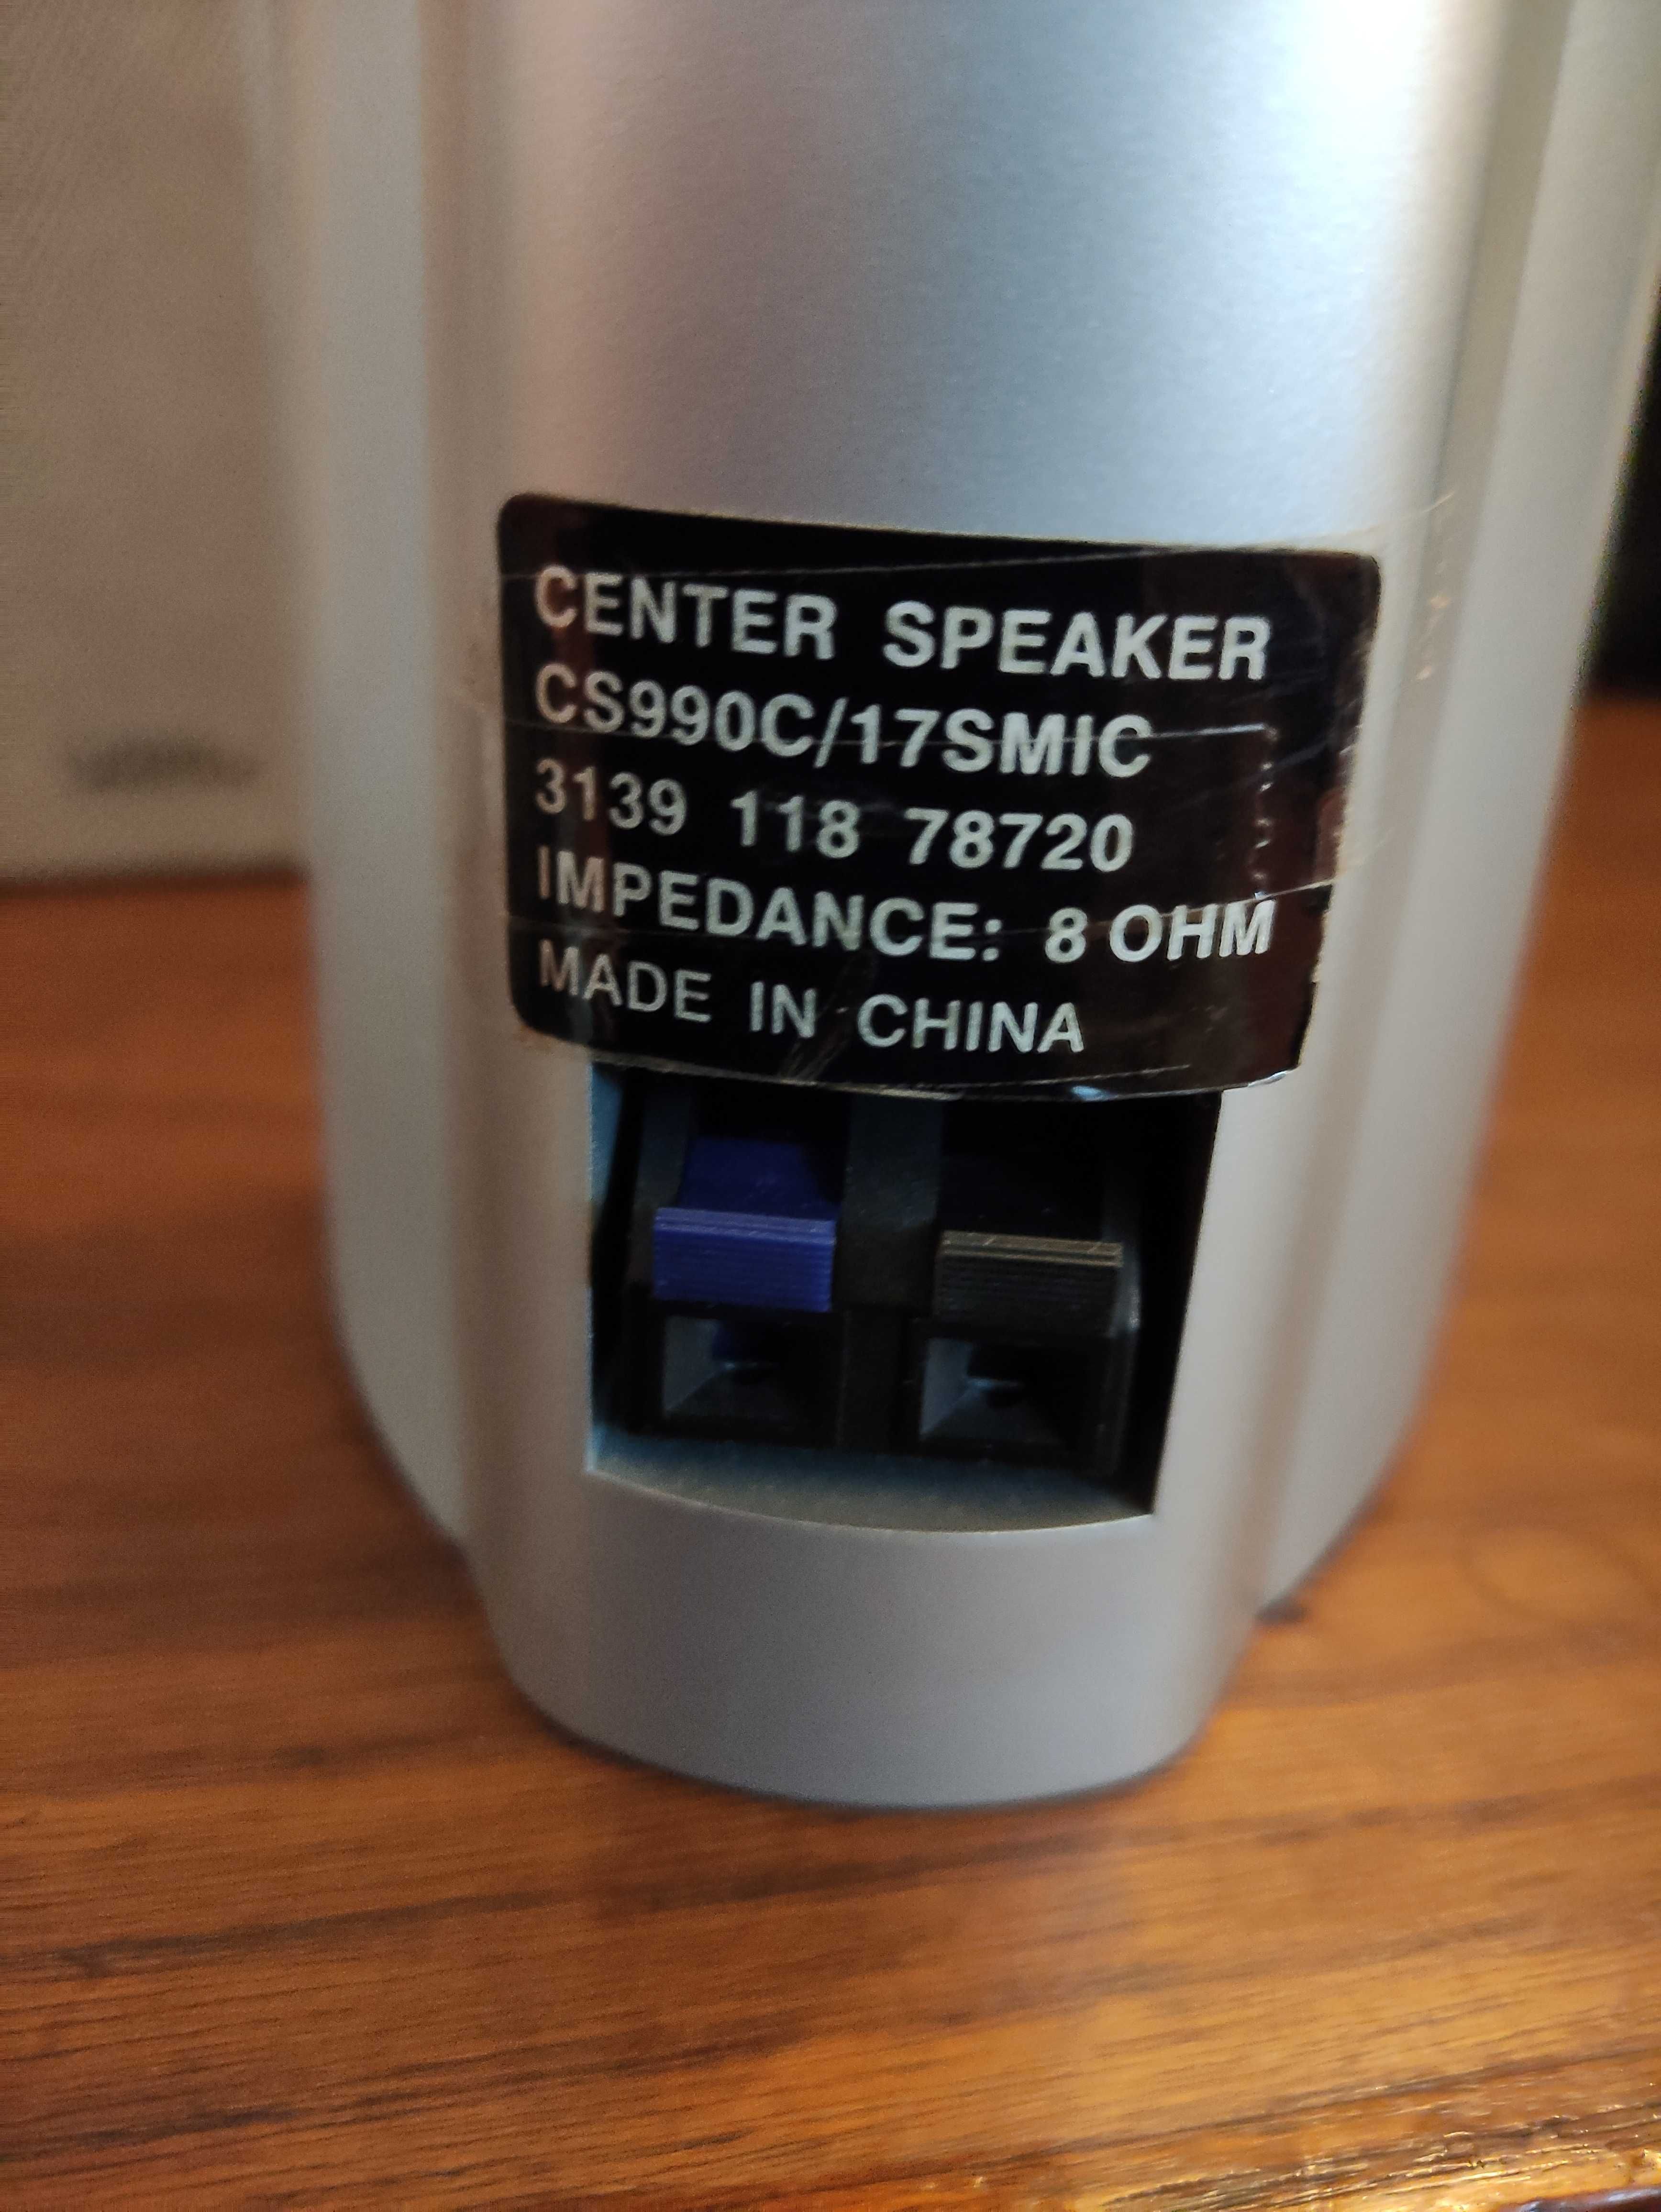 CENTER SPEAKER
CS990C/17SMIC
3139 118 78720
IMPEDANCE: 8 OHM
MADE IN CHINA